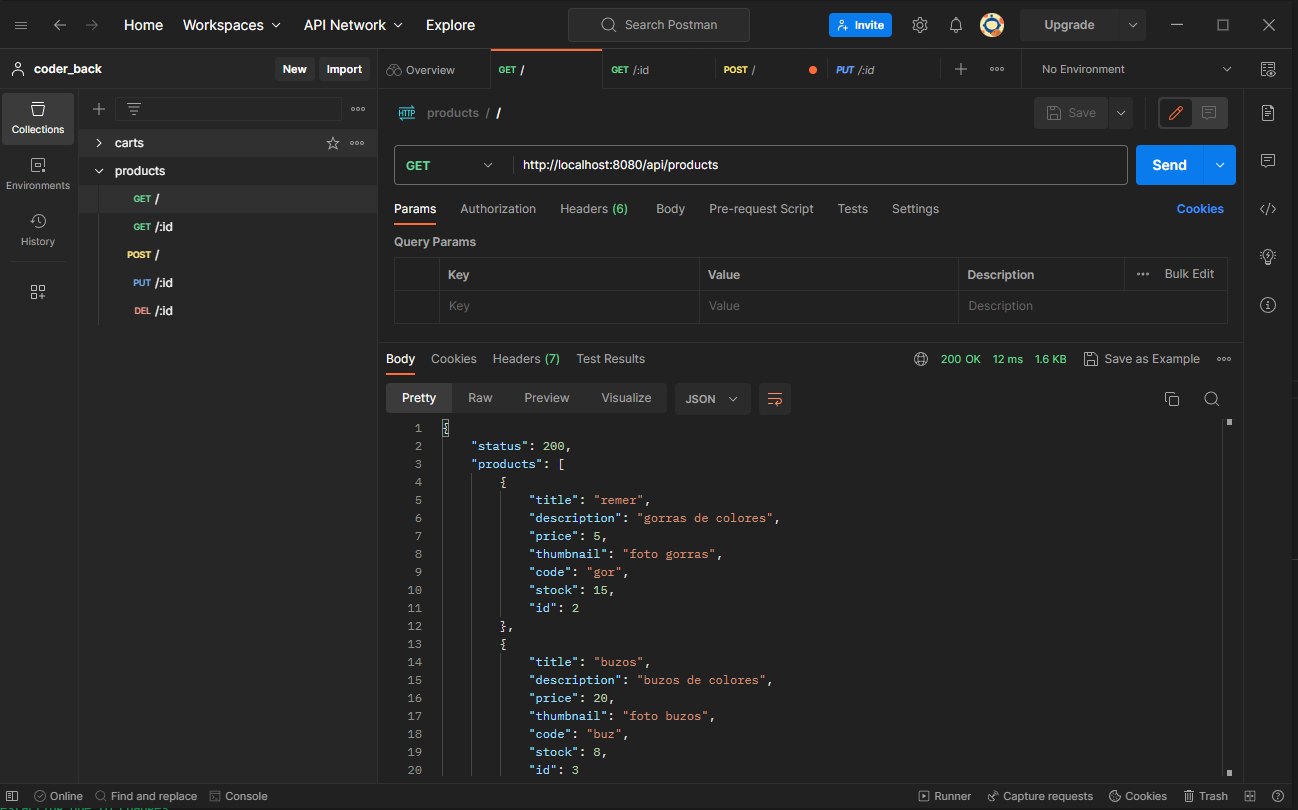 Home Workspaces API Network Explore Search Postman Invite Upgrade
coder_back New Import Overview GET / GET /:id POST / PUT /:id No Environment
Collections
Environments
History
carts
products
GET /
GET /:id
POST /
PUT /:id
DEL /:id
HTTP products / / Save
GET http://localhost:8080/api/products Send
Params Authorization Headers (6) Body Pre-request Script Tests Settings Cookies
Query Params
Key Value Description Bulk Edit
Key Value Description
Body Cookies Headers (7) Test Results 200 OK 12 ms 1.6 KB Save as Example
Pretty Raw Preview Visualize JSON
1 {
2 "status": 200,
3 "products": [
4 {
5 "title": "remer",
6 "description": "gorras de colores",
7 "price": 5,
8 "thumbnail": "foto gorras",
9 "code": "gor",
10 "stock": 15,
11 "id": 2
12 },
13 {
14 "title": "buzos",
15 "description": "buzos de colores",
16 "price": 20,
17 "thumbnail": "foto buzos",
18 "code": "buz",
19 "stock": 8,
20 "id": 3
Online Find and replace Console Runner Capture requests Cookies Trash